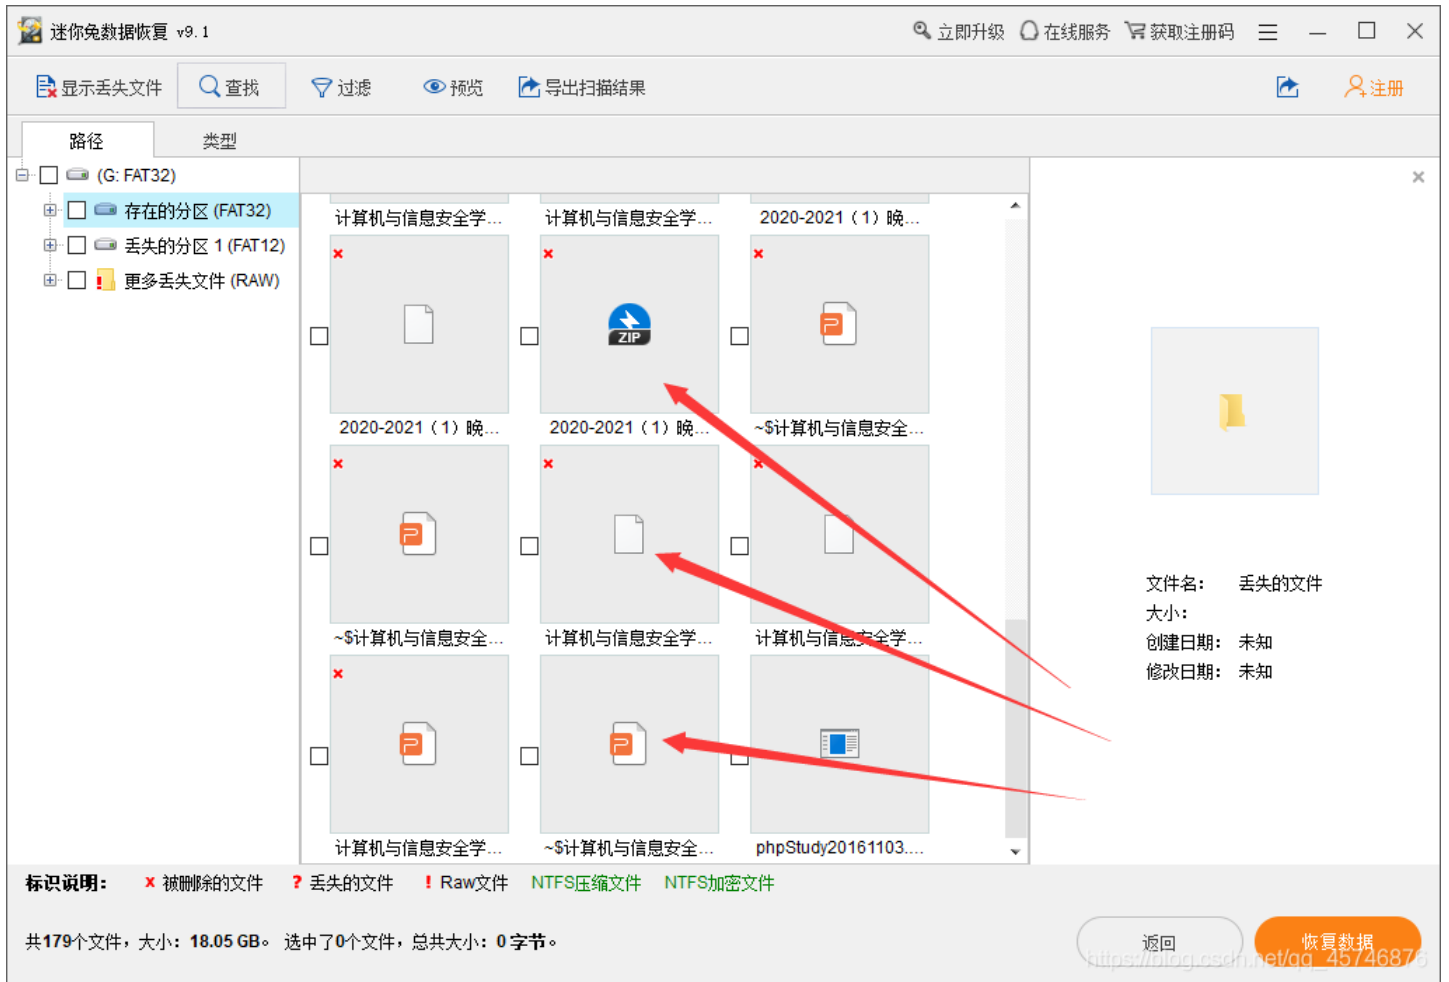 迷你兔数据恢复 v9.1
立即升级 在线服务 获取注册码
显示丢失文件 查找 过滤 预览 导出扫描结果 注册
路径 类型
(G: FAT32)
存在的分区 (FAT32)
丢失的分区 1 (FAT12)
更多丢失文件 (RAW)
计算机与信息安全学... 计算机与信息安全学... 2020-2021（1）晚...
ZIP
2020-2021（1）晚... 2020-2021（1）晚... ~$计算机与信息安全...
~$计算机与信息安全... 计算机与信息安全学... 计算机与信息安全学...
计算机与信息安全学... ~$计算机与信息安全... phpStudy20161103....
文件名： 丢失的文件
大小：
创建日期： 未知
修改日期： 未知
标识说明： x 被删除的文件 ? 丢失的文件 ! Raw文件 NTFS压缩文件 NTFS加密文件
共179个文件，大小：18.05 GB。 选中了0个文件，总共大小：0 字节。
返回 恢复数据
https://blog.csdn.net/qq_45746876